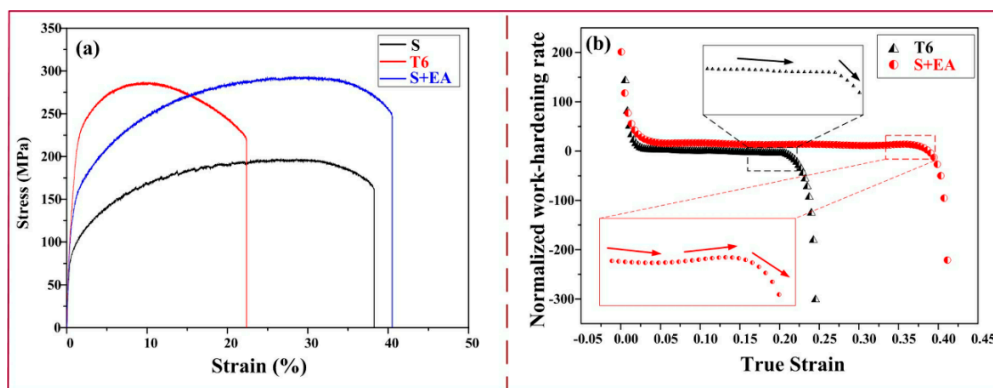 (a)
S
T6
S+EA
Stress (MPa)
350
300
250
200
150
100
50
0
0 10 20 30 40 50
Strain (%)
(b)
T6
S+EA
Normalized work-hardening rate
200
100
0
-100
-200
-300
-0.05 0.00 0.05 0.10 0.15 0.20 0.25 0.30 0.35 0.40 0.45
True Strain